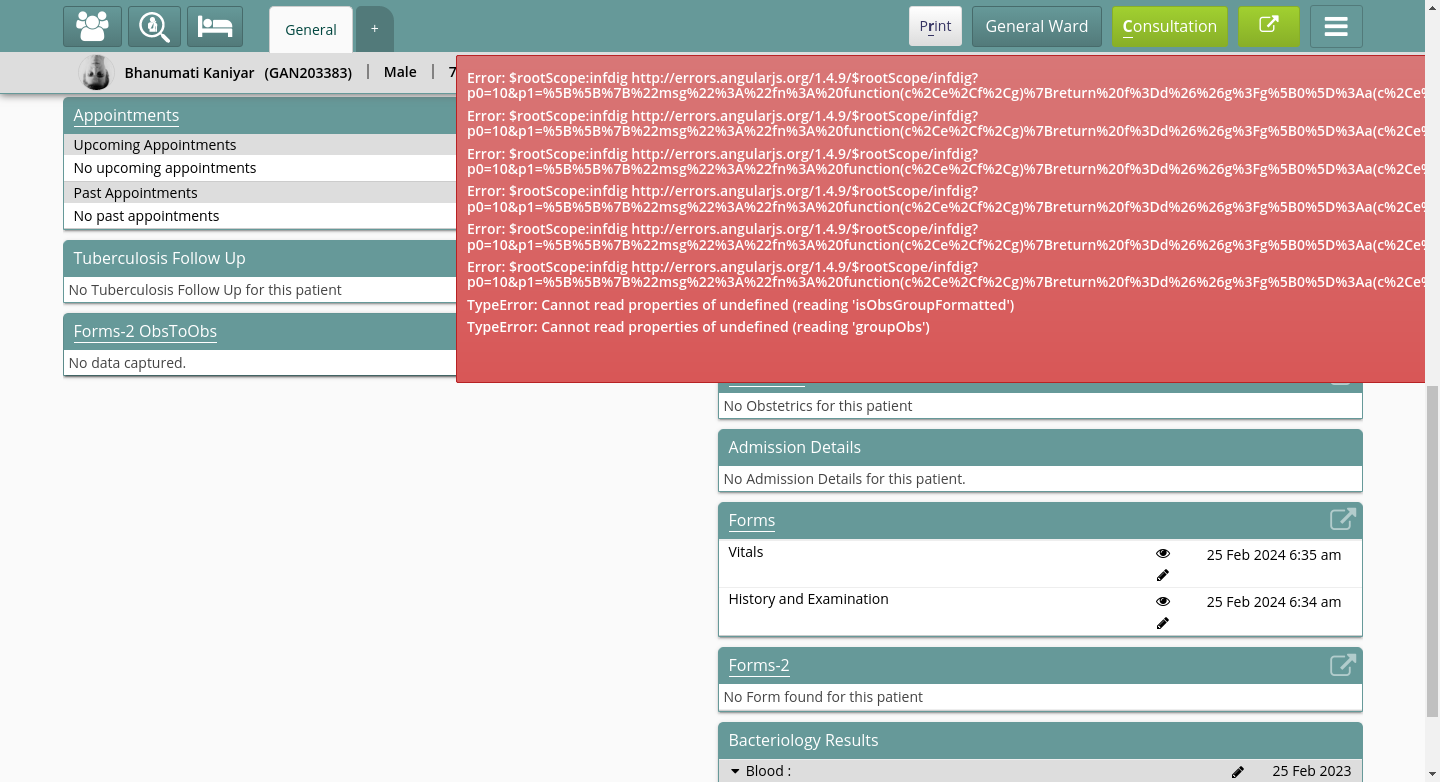 General
+
Print
General Ward
Consultation
Bhanumati Kaniyar (GAN203383) | Male | 7
Error: $rootScope:infdig http://errors.angularjs.org/1.4.9/$rootScope/infdig?
p0=10&p1=%5B%5B%7B%22msg%22%3A%22fn%3A%20function(c%2Ce%2Cf%2Cg)%7Breturn%20f%3Dd%26%26g%3Fg%5B0%5D%3Aa(c%2Ce%
Error: $rootScope:infdig http://errors.angularjs.org/1.4.9/$rootScope/infdig?
p0=10&p1=%5B%5B%7B%22msg%22%3A%22fn%3A%20function(c%2Ce%2Cf%2Cg)%7Breturn%20f%3Dd%26%26g%3Fg%5B0%5D%3Aa(c%2Ce%
Error: $rootScope:infdig http://errors.angularjs.org/1.4.9/$rootScope/infdig?
p0=10&p1=%5B%5B%7B%22msg%22%3A%22fn%3A%20function(c%2Ce%2Cf%2Cg)%7Breturn%20f%3Dd%26%26g%3Fg%5B0%5D%3Aa(c%2Ce%
Error: $rootScope:infdig http://errors.angularjs.org/1.4.9/$rootScope/infdig?
p0=10&p1=%5B%5B%7B%22msg%22%3A%22fn%3A%20function(c%2Ce%2Cf%2Cg)%7Breturn%20f%3Dd%26%26g%3Fg%5B0%5D%3Aa(c%2Ce%
Error: $rootScope:infdig http://errors.angularjs.org/1.4.9/$rootScope/infdig?
p0=10&p1=%5B%5B%7B%22msg%22%3A%22fn%3A%20function(c%2Ce%2Cf%2Cg)%7Breturn%20f%3Dd%26%26g%3Fg%5B0%5D%3Aa(c%2Ce%
Error: $rootScope:infdig http://errors.angularjs.org/1.4.9/$rootScope/infdig?
p0=10&p1=%5B%5B%7B%22msg%22%3A%22fn%3A%20function(c%2Ce%2Cf%2Cg)%7Breturn%20f%3Dd%26%26g%3Fg%5B0%5D%3Aa(c%2Ce%
TypeError: Cannot read properties of undefined (reading 'isObsGroupFormatted')
TypeError: Cannot read properties of undefined (reading 'groupObs')
Appointments
Upcoming Appointments
No upcoming appointments
Past Appointments
No past appointments
Tuberculosis Follow Up
No Tuberculosis Follow Up for this patient
Forms-2 ObsToObs
No data captured.
No Obstetrics for this patient
Admission Details
No Admission Details for this patient.
Forms
Vitals 25 Feb 2024 6:35 am
History and Examination 25 Feb 2024 6:34 am
Forms-2
No Form found for this patient
Bacteriology Results
Blood : 25 Feb 2023